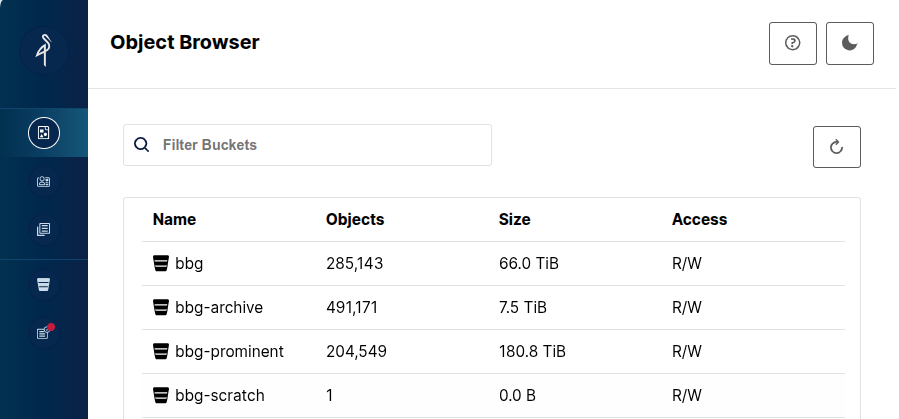 Object Browser
Filter Buckets
Name Objects Size Access
bbg 285,143 66.0 TiB R/W
bbg-archive 491,171 7.5 TiB R/W
bbg-prominent 204,549 180.8 TiB R/W
bbg-scratch 1 0.0 B R/W